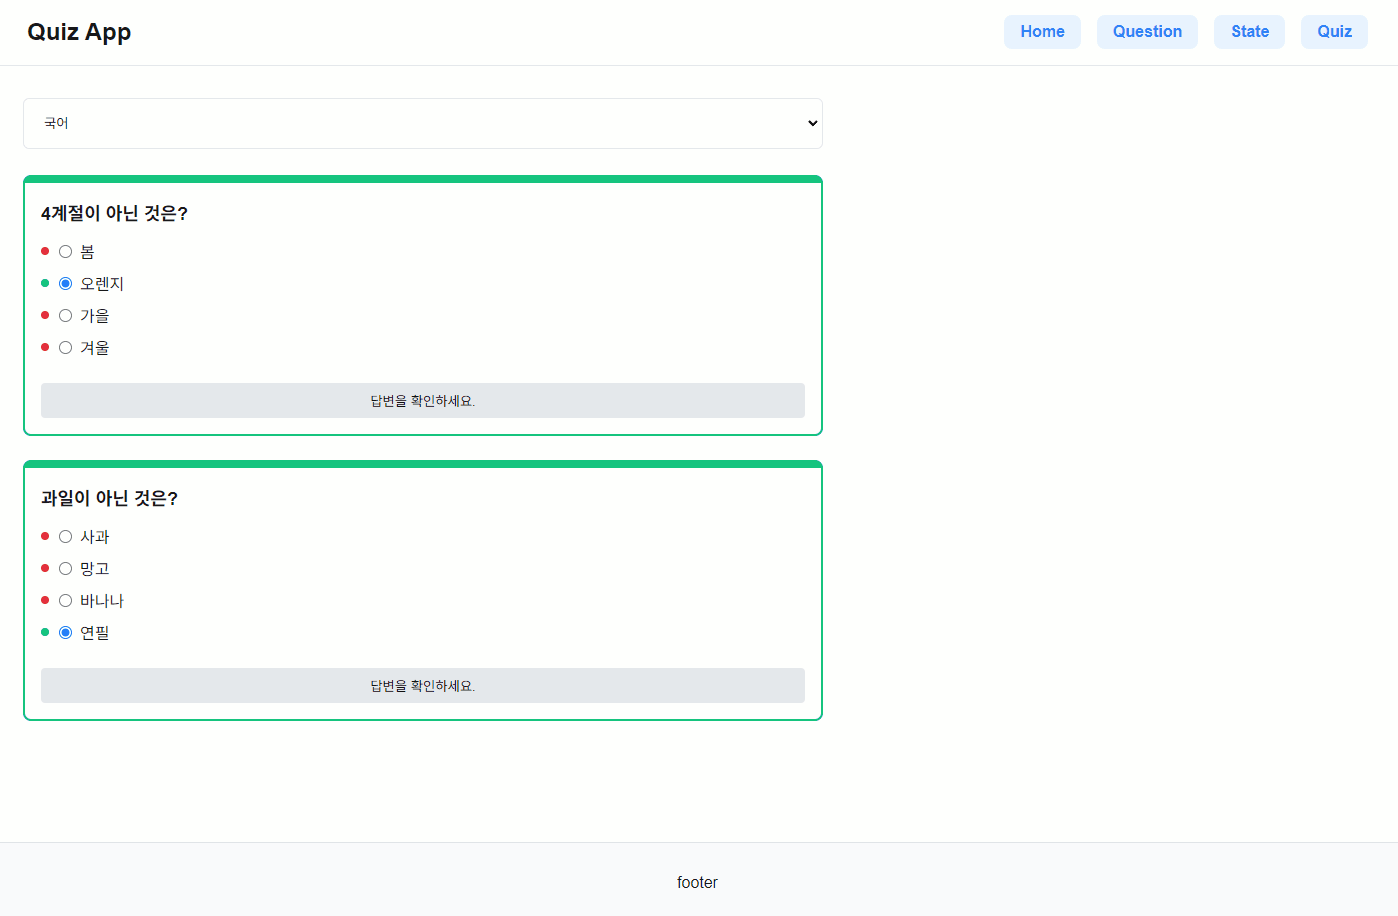 Quiz App
Home Question State Quiz
국어
4계절이 아닌 것은?
봄
오렌지
가을
겨울
답변을 확인하세요.
과일이 아닌 것은?
사과
망고
바나나
연필
답변을 확인하세요.
footer